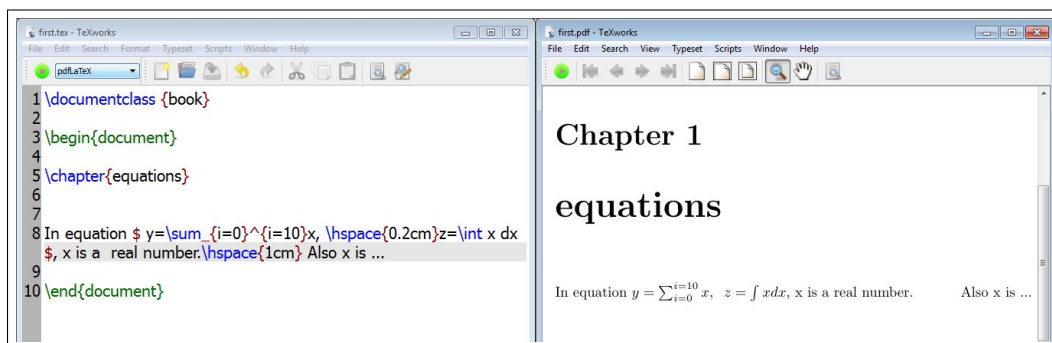 first.tex - TeXworks
File Edit Search Format Typeset Scripts Window Help
pdfLaTeX
1 \documentclass {book}
2
3 \begin{document}
4
5 \chapter{equations}
6
7
8 In equation $ y=\sum_{i=0}^{i=10}x, \hspace{0.2cm}z=\int x dx
$, x is a real number.\hspace{1cm} Also x is ...
9
10 \end{document}
first.pdf - TeXworks
File Edit Search View Typeset Scripts Window Help
Chapter 1
equations
In equation y = ∑_{i=0}^{i=10} x, z = ∫ xdx, x is a real number. Also x is ...